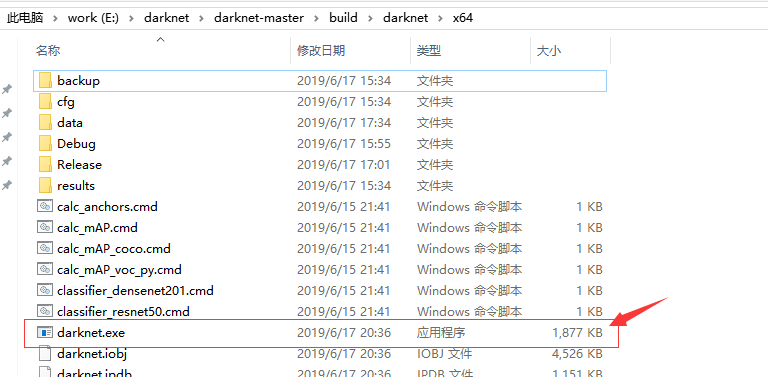 此电脑 > work (E:) > darknet > darknet-master > build > darknet > x64
名称 修改日期 类型 大小
backup 2019/6/17 15:34 文件夹
cfg 2019/6/17 15:34 文件夹
data 2019/6/17 17:34 文件夹
Debug 2019/6/17 15:55 文件夹
Release 2019/6/17 17:01 文件夹
results 2019/6/17 15:34 文件夹
calc_anchors.cmd 2019/6/15 21:41 Windows 命令脚本 1 KB
calc_mAP.cmd 2019/6/15 21:41 Windows 命令脚本 1 KB
calc_mAP_coco.cmd 2019/6/15 21:41 Windows 命令脚本 1 KB
calc_mAP_voc_py.cmd 2019/6/15 21:41 Windows 命令脚本 1 KB
classifier_densenet201.cmd 2019/6/15 21:41 Windows 命令脚本 1 KB
classifier_resnet50.cmd 2019/6/15 21:41 Windows 命令脚本 1 KB
darknet.exe 2019/6/17 20:36 应用程序 1,877 KB
darknet.iobj 2019/6/17 20:36 IOBJ 文件 4,526 KB
darknet.ipdb 2019/6/17 20:36 IPDB 文件 1,151 KB